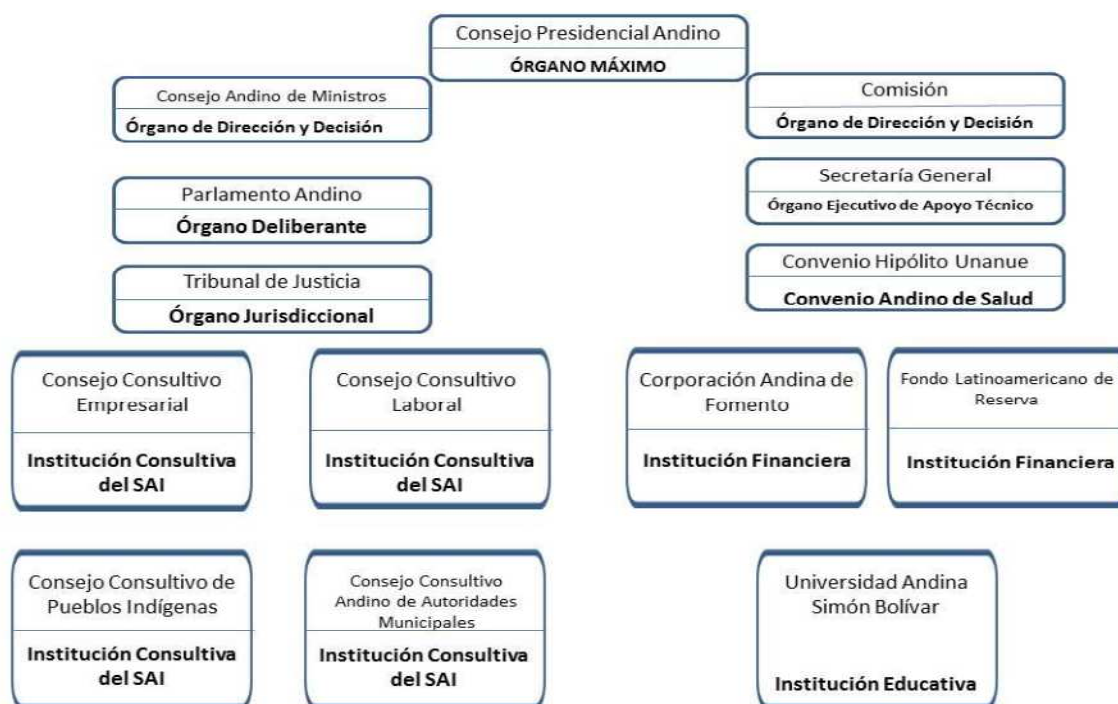 Consejo Presidencial Andino
ÓRGANO MÁXIMO
Consejo Andino de Ministros
Órgano de Dirección y Decisión
Comisión
Órgano de Dirección y Decisión
Parlamento Andino
Órgano Deliberante
Secretaría General
Órgano Ejecutivo de Apoyo Técnico
Tribunal de Justicia
Órgano Jurisdiccional
Convenio Hipólito Unanue
Convenio Andino de Salud
Consejo Consultivo
Empresarial
Institución Consultiva
del SAI
Consejo Consultivo
Laboral
Institución Consultiva
del SAI
Corporación Andina de
Fomento
Institución Financiera
Fondo Latinoamericano de
Reserva
Institución Financiera
Consejo Consultivo de
Pueblos Indígenas
Institución Consultiva
del SAI
Consejo Consultivo
Andino de Autoridades
Municipales
Institución Consultiva
del SAI
Universidad Andina
Simón Bolívar
Institución Educativa